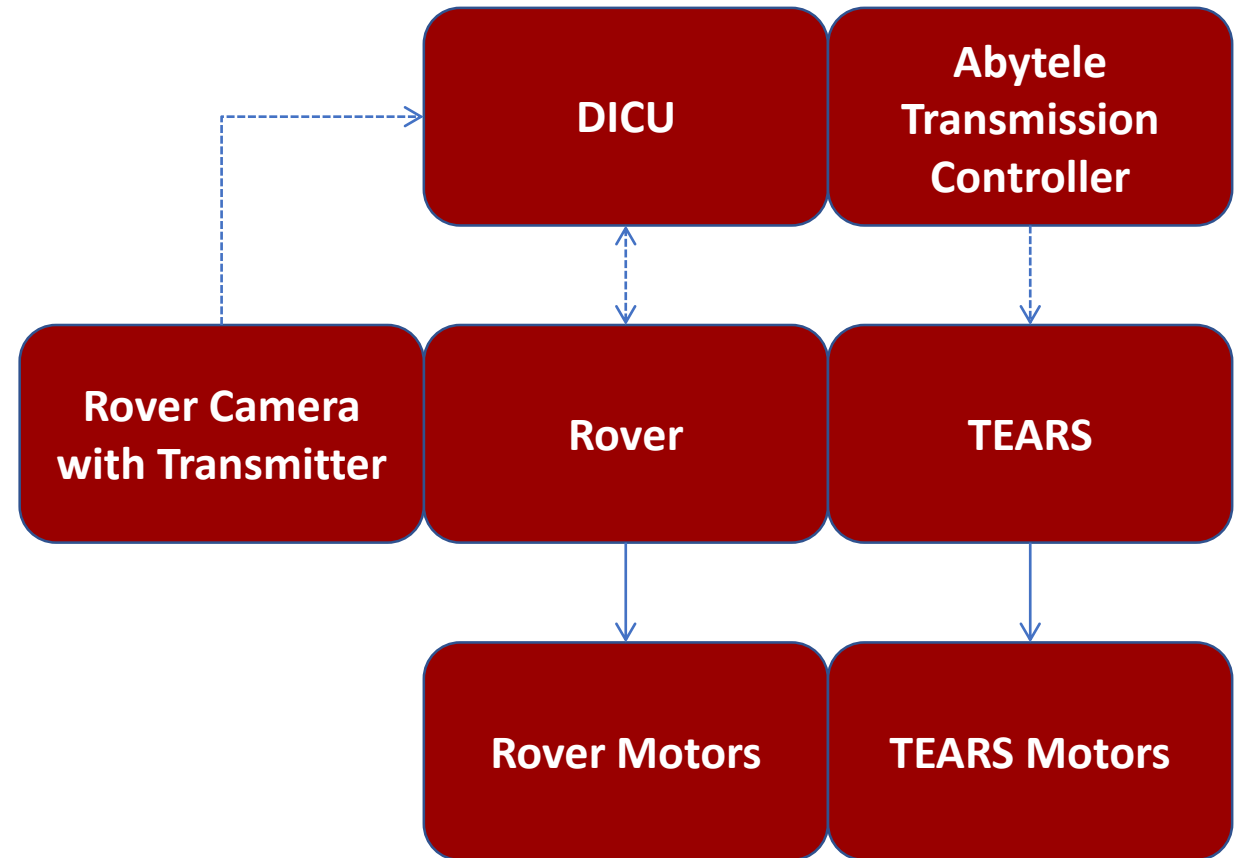 DICU
Abytele
Transmission
Controller
Rover Camera
with Transmitter
Rover
TEARS
Rover Motors
TEARS Motors